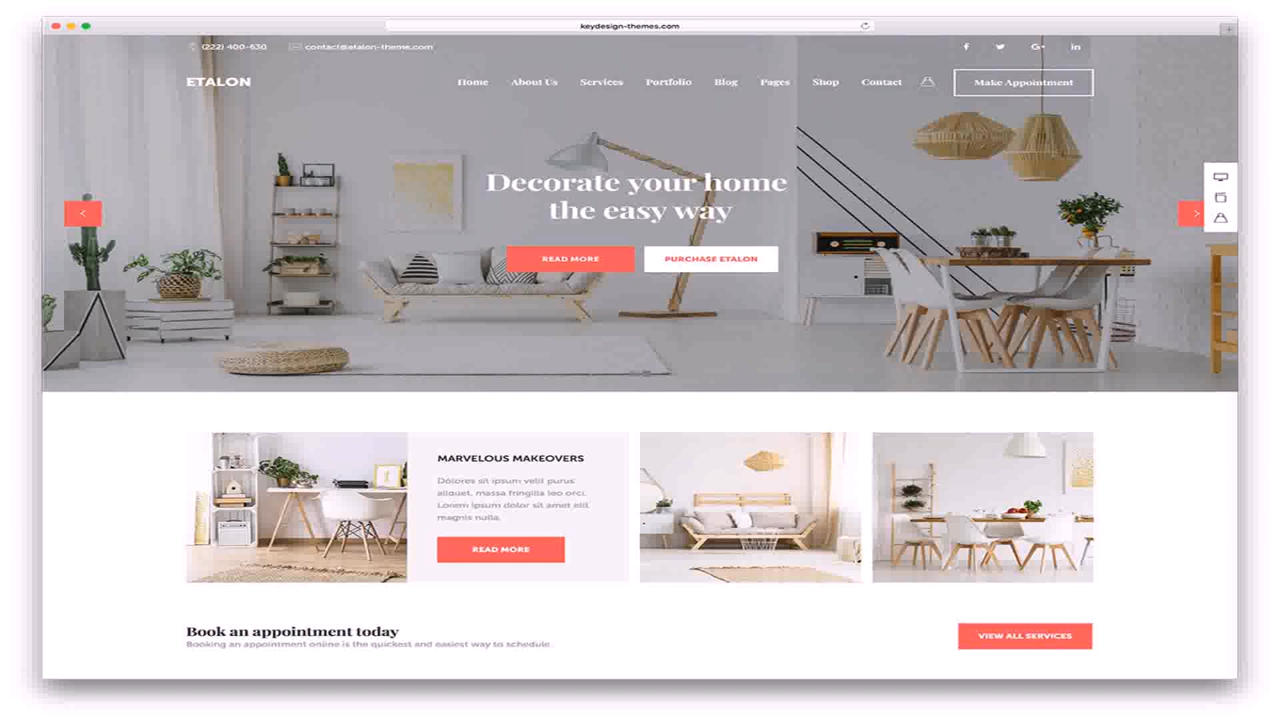 keydesign-themes.com
(222) 400-630 contact@etalon-theme.com
ETALON Home About Us Services Portfolio Blog Pages Shop Contact Make Appointment
Decorate your home
the easy way
READ MORE PURCHASE ETALON
MARVELOUS MAKEOVERS
Dolores sit ipsum velit purus
aliquet, massa fringilla leo orci.
Lorem ipsum dolor sit amet elit
magnis nulla.
READ MORE
Book an appointment today
Booking an appointment online is the quickest and easiest way to schedule.
VIEW ALL SERVICES